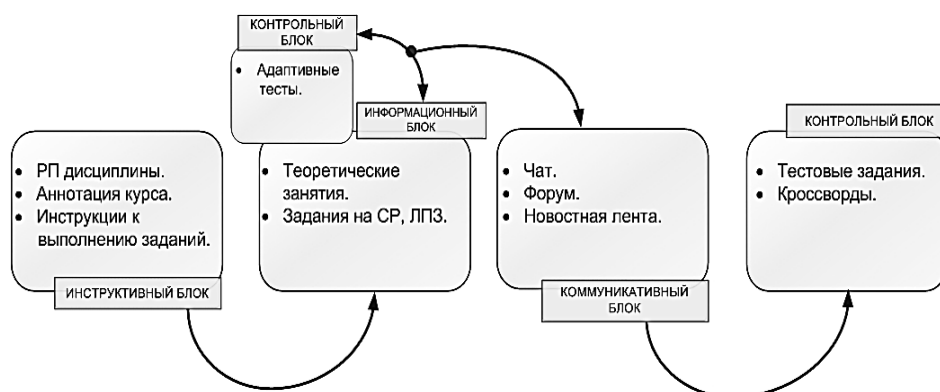 КОНТРОЛЬНЫЙ
БЛОК
• Адаптивные
тесты.
ИНФОРМАЦИОННЫЙ
БЛОК
• РП дисциплины.
• Аннотация курса.
• Инструкции к
выполнению заданий.
ИНСТРУКТИВНЫЙ БЛОК
• Теоретические
занятия.
• Задания на СР, ЛПЗ.
• Чат.
• Форум.
• Новостная лента.
КОММУНИКАТИВНЫЙ
БЛОК
КОНТРОЛЬНЫЙ БЛОК
• Тестовые задания.
• Кроссворды.